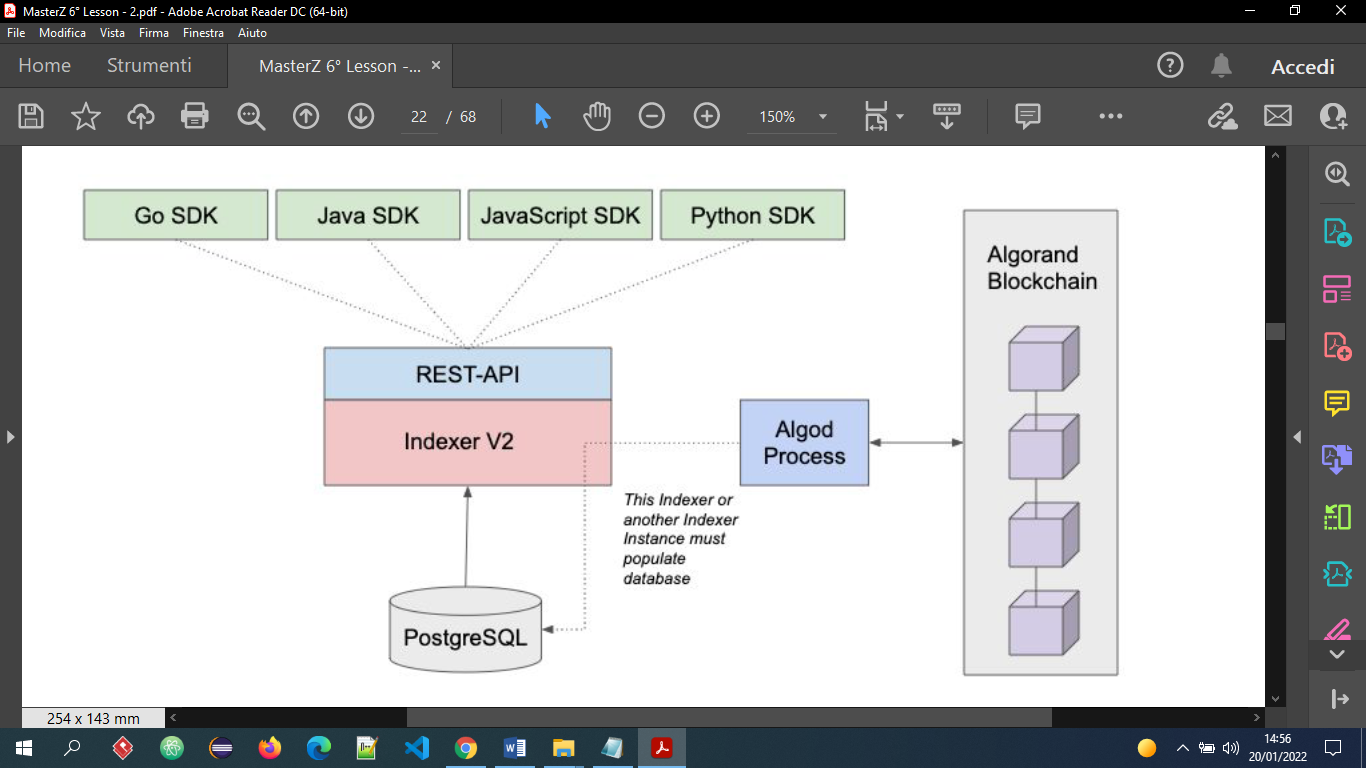 MasterZ 6° Lesson - 2.pdf - Adobe Acrobat Reader DC (64-bit)
File Modifica Vista Firma Finestra Aiuto
Home Strumenti MasterZ 6° Lesson -... ×
Accedi
22 / 68
150%
Go SDK
Java SDK
JavaScript SDK
Python SDK
Algorand
Blockchain
REST-API
Indexer V2
Algod
Process
This Indexer or
another Indexer
Instance must
populate
database
PostgreSQL
254 x 143 mm
14:56
20/01/2022